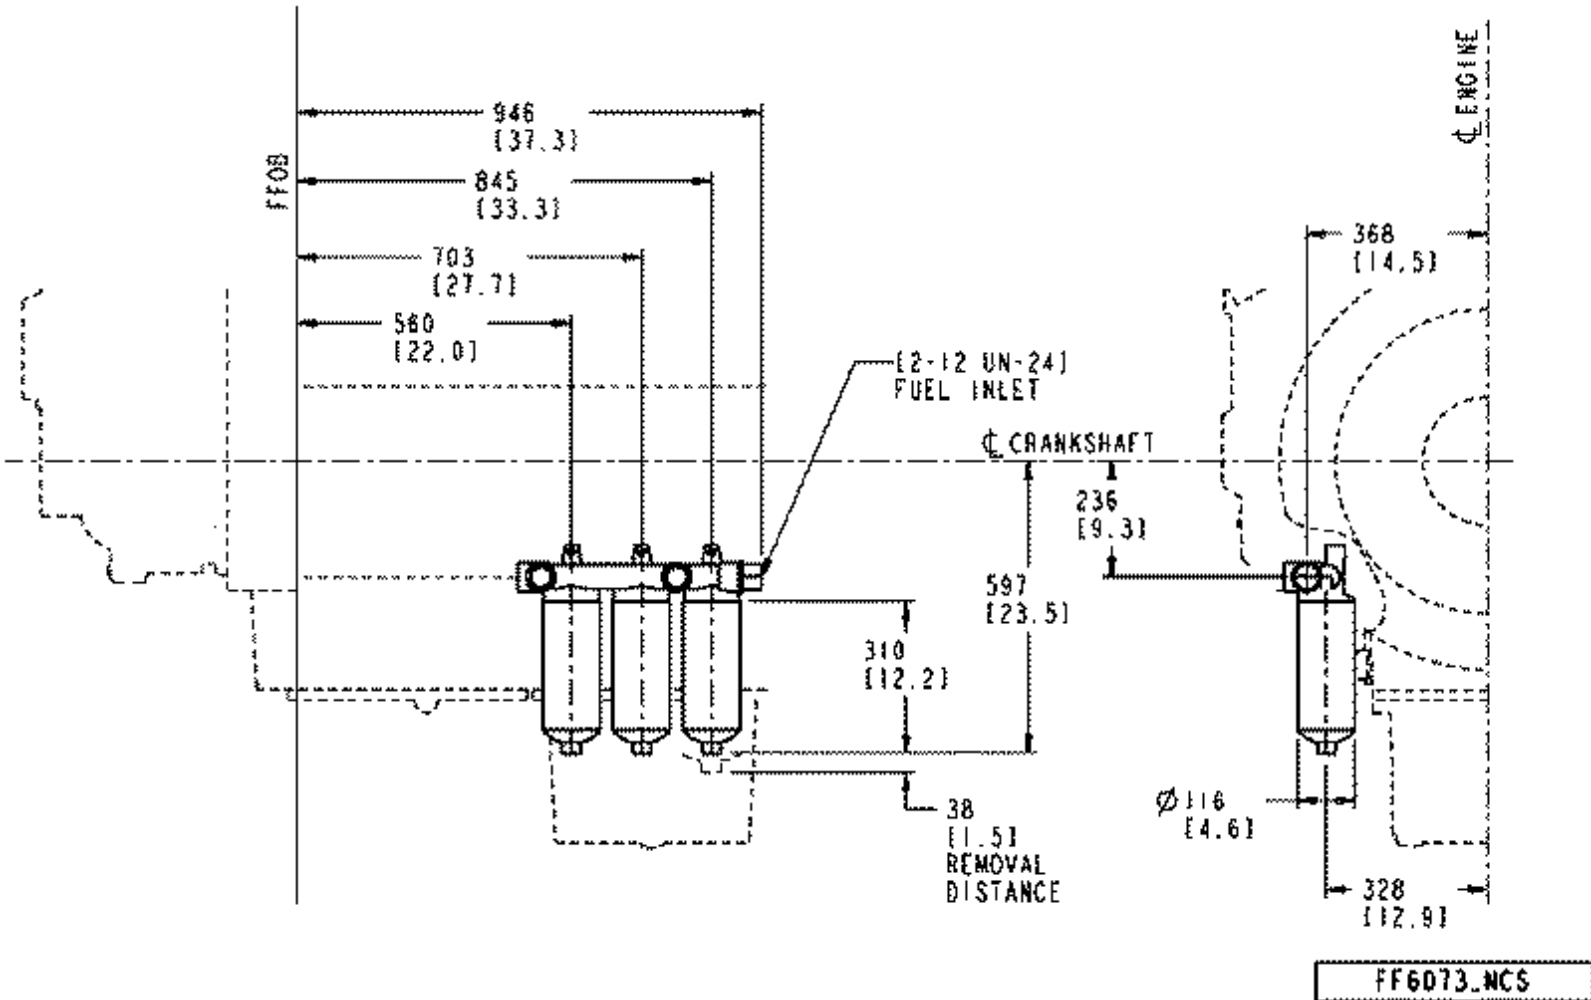 ℄ ENGINE
FFOB
946
[37.3]
845
[33.3]
703
[27.7]
560
[22.0]
368
[14.5]
[2-12 UN-24]
FUEL INLET
℄ CRANKSHAFT
236
[9.3]
597
[23.5]
310
[12.2]
38
[1.5]
REMOVAL
DISTANCE
Ø116
[4.6]
328
[12.9]
FF6073_NCS